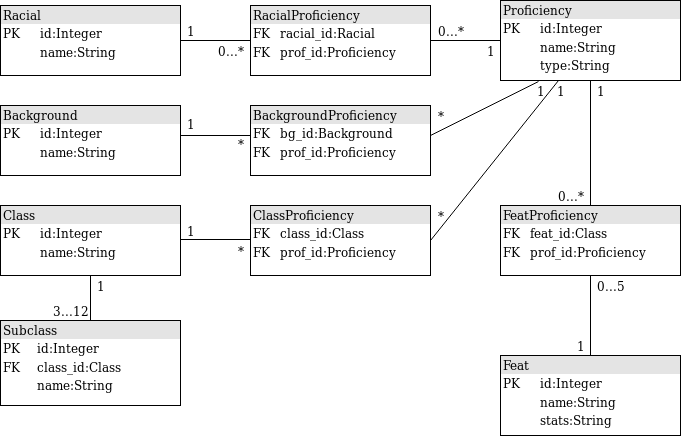 Racial
PK id:Integer
name:String
1
0...*
RacialProficiency
FK racial_id:Racial
FK prof_id:Proficiency
0...*
1
Proficiency
PK id:Integer
name:String
type:String
Background
PK id:Integer
name:String
1
*
BackgroundProficiency
FK bg_id:Background
FK prof_id:Proficiency
*
1
1
1
Class
PK id:Integer
name:String
1
*
ClassProficiency
FK class_id:Class
FK prof_id:Proficiency
*
0...*
FeatProficiency
FK feat_id:Class
FK prof_id:Proficiency
1
3...12
Subclass
PK id:Integer
FK class_id:Class
name:String
0...5
1
Feat
PK id:Integer
name:String
stats:String